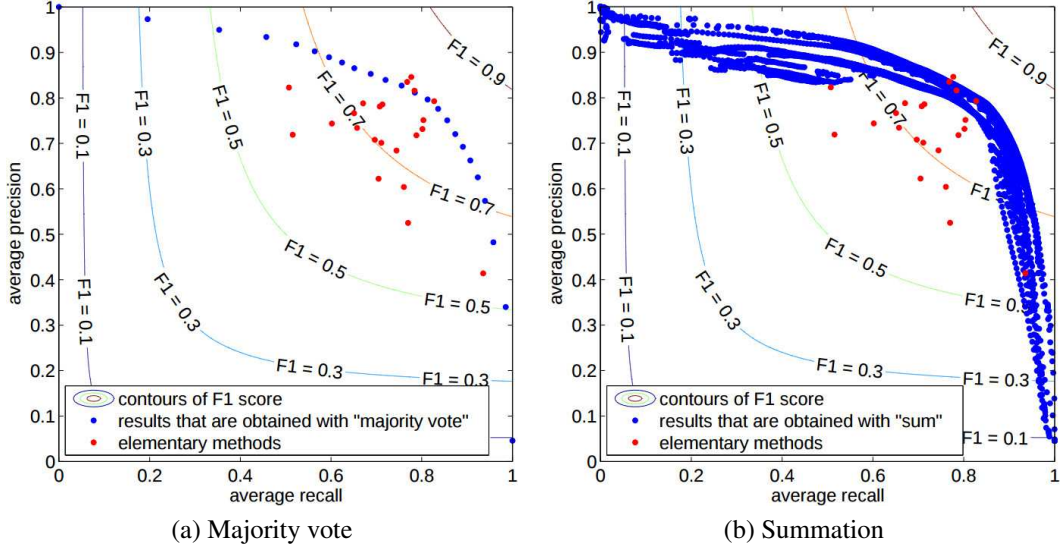 1
0.9
0.8
0.7
0.6
0.5
0.4
0.3
0.2
0.1
0
average precision
F1 = 0.1
F1 = 0.1
F1 = 0.3
F1 = 0.3
F1 = 0.3
F1 = 0.5
F1 = 0.5
F1 = 0.5
F1 = 0.7
F1 = 0.7
F1 = 0.9
contours of F1 score
results that are obtained with "majority vote"
elementary methods
F1 = 0.1
0
0.2
0.4
0.6
0.8
1
average recall
(a) Majority vote
1
0.9
0.8
0.7
0.6
0.5
0.4
0.3
0.2
0.1
0
average precision
F1 = 0.1
F1 = 0.1
F1 = 0.3
F1 = 0.3
F1 = 0.3
F1 = 0.5
F1 = 0.5
F1 = 0.
F1 = 0.7
F1
F1 = 0.9
contours of F1 score
results that are obtained with "sum"
elementary methods
F1 = 0.1
0
0.2
0.4
0.6
0.8
1
average recall
(b) Summation